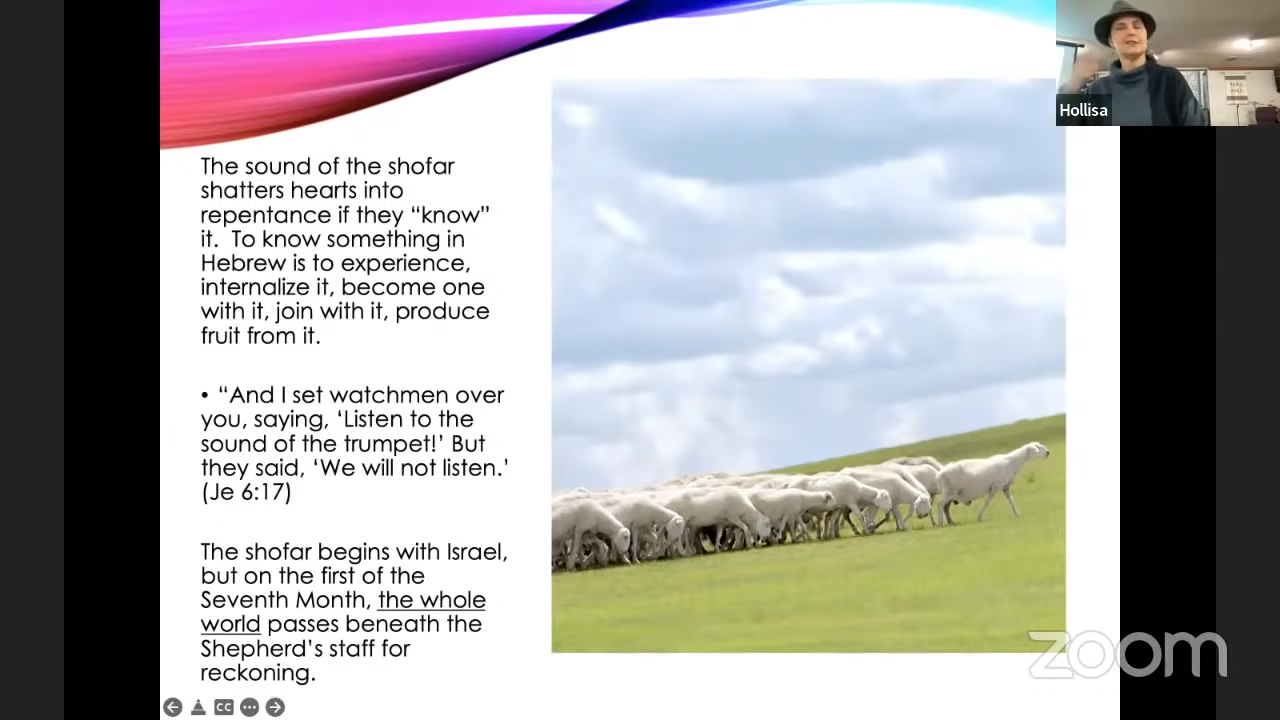 Hollisa
The sound of the shofar
shatters hearts into
repentance if they “know”
it.  To know something in
Hebrew is to experience,
internalize it, become one
with it, join with it, produce
fruit from it.
• “And I set watchmen over
you, saying, ‘Listen to the
sound of the trumpet!’ But
they said, ‘We will not listen.’
(Je 6:17)
The shofar begins with Israel,
but on the first of the
Seventh Month, the whole
world passes beneath the
Shepherd’s staff for
reckoning.
CC
zoom